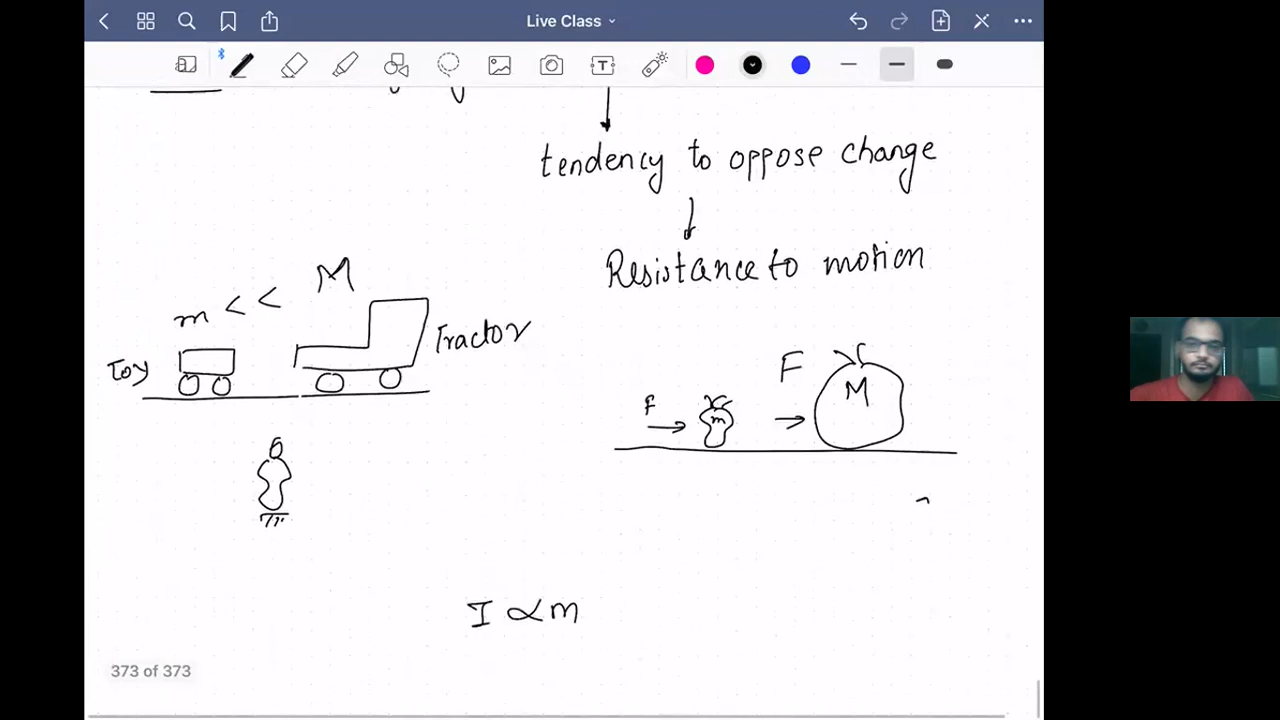 Live Class
T
tendency to oppose change
Resistance to motion
m < < M
Toy
Tractor
F
m
F
M
I ∝ m
373 of 373